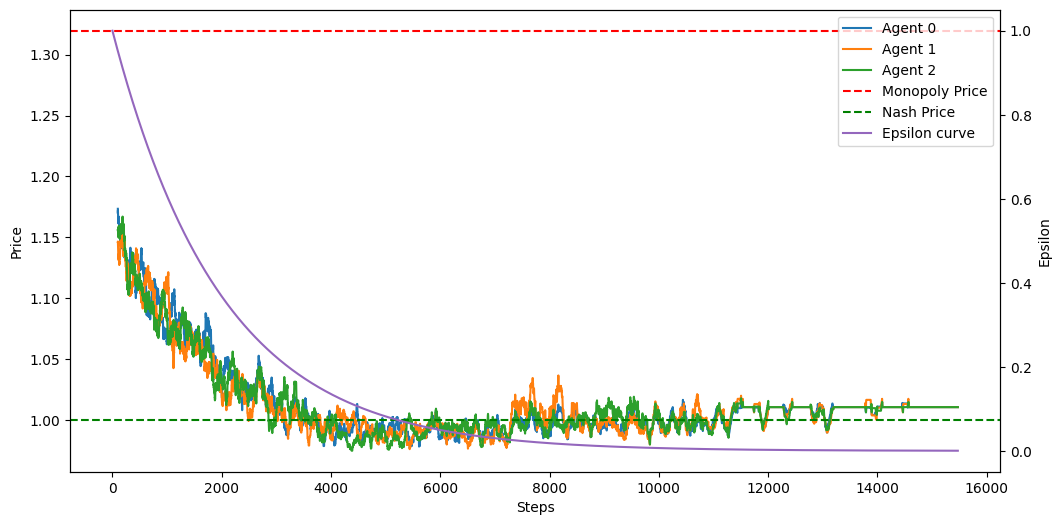 Agent 0
Agent 1
Agent 2
Monopoly Price
Nash Price
Epsilon curve
1.30
1.25
1.20
1.15
1.10
1.05
1.00
Price
1.0
0.8
0.6
0.4
0.2
0.0
Epsilon
0 2000 4000 6000 8000 10000 12000 14000 16000
Steps